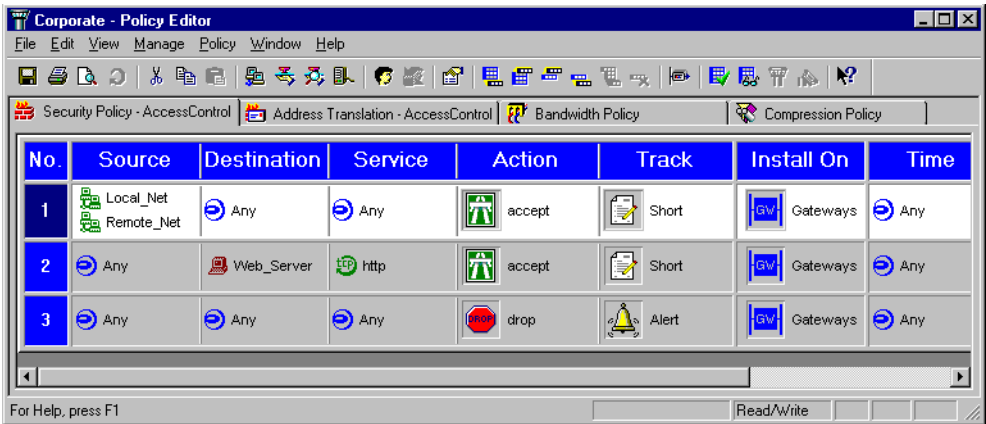 Corporate - Policy Editor
File Edit View Manage Policy Window Help
Security Policy - AccessControl Address Translation - AccessControl Bandwidth Policy Compression Policy
No. Source Destination Service Action Track Install On Time
1 Local_Net Remote_Net Any Any accept Short GW Gateways Any
2 Any Web_Server TCP http accept Short GW Gateways Any
3 Any Any Any DROP drop Alert GW Gateways Any
For Help, press F1 Read/Write